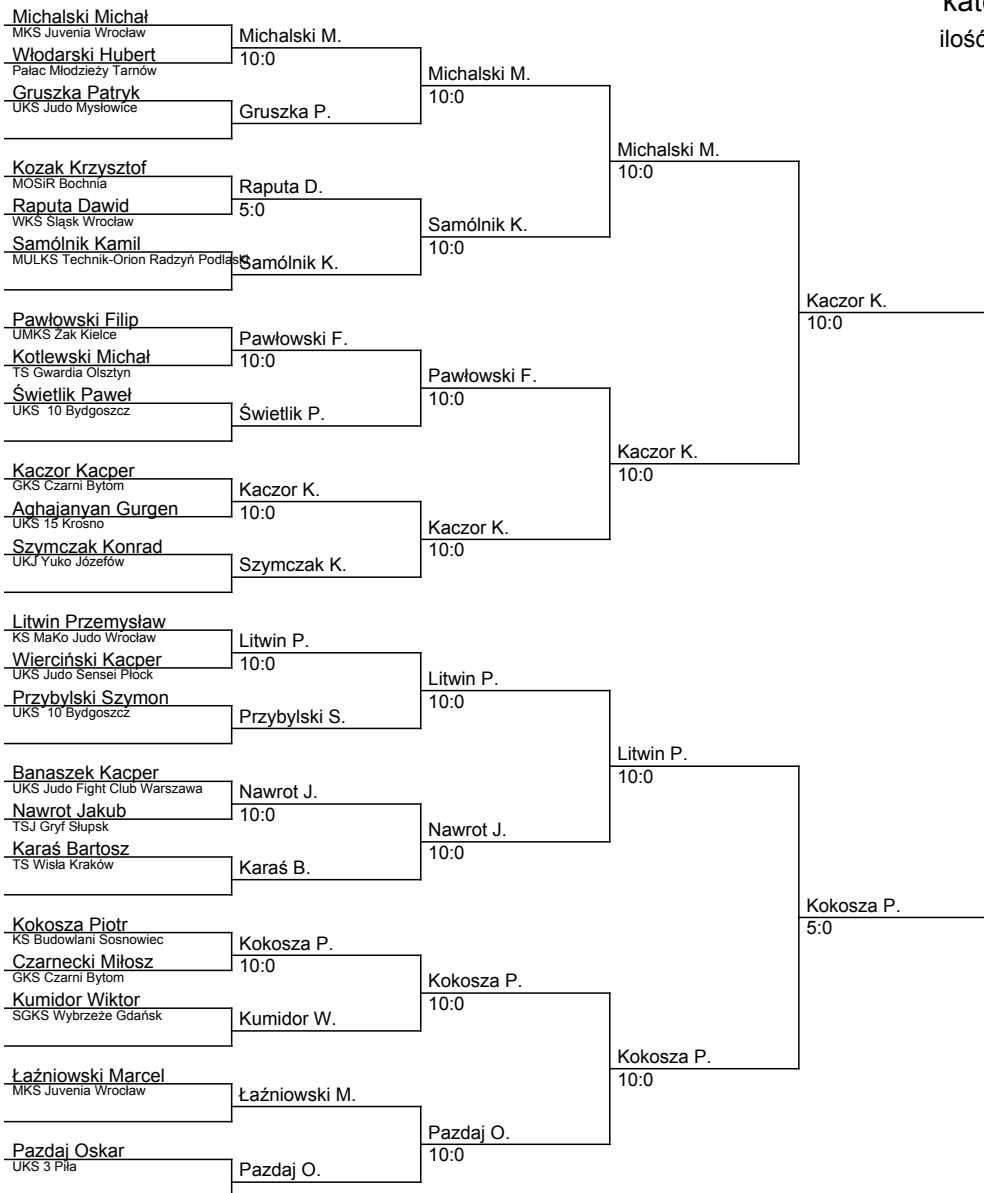 Michalski Michał
MKS Juvenia Wrocław
Włodarski Hubert
Pałac Młodzieży Tarnów
Gruszka Patryk
UKS Judo Mysłowice
Kozak Krzysztof
MOSiR Bochnia
Raputa Dawid
WKS Śląsk Wrocław
Samólnik Kamil
MULKS Technik-Orion Radzyń Podlaski
Pawłowski Filip
UMKS Żak Kielce
Kotlewski Michał
TS Gwardia Olsztyn
Świetlik Paweł
UKS 10 Bydgoszcz
Kaczor Kacper
GKS Czarni Bytom
Aghajanyan Gurgen
UKS 15 Krosno
Szymczak Konrad
UKJ Yuko Józefów
Litwin Przemysław
KS MaKo Judo Wrocław
Wierciński Kacper
UKS Judo Sensei Płock
Przybylski Szymon
UKS 10 Bydgoszcz
Banaszek Kacper
UKS Judo Fight Club Warszawa
Nawrot Jakub
TSJ Gryf Słupsk
Karaś Bartosz
TS Wisła Kraków
Kokosza Piotr
KS Budowlani Sosnowiec
Czarnecki Miłosz
GKS Czarni Bytom
Kumidor Wiktor
SGKS Wybrzeże Gdańsk
Łaźniowski Marcel
MKS Juvenia Wrocław
Pazdaj Oskar
UKS 3 Piła
Michalski M.
10:0
Gruszka P.
Raputa D.
5:0
Samólnik K.
Pawłowski F.
10:0
Świetlik P.
Kaczor K.
10:0
Szymczak K.
Litwin P.
10:0
Przybylski S.
Nawrot J.
10:0
Karaś B.
Kokosza P.
10:0
Kumidor W.
Łaźniowski M.
Pazdaj O.
Michalski M.
10:0
Samólnik K.
10:0
Pawłowski F.
10:0
Kaczor K.
10:0
Litwin P.
10:0
Nawrot J.
10:0
Kokosza P.
10:0
Pazdaj O.
10:0
Michalski M.
10:0
Kaczor K.
10:0
Litwin P.
10:0
Kokosza P.
10:0
Kaczor K.
10:0
Kokosza P.
5:0
kate
ilość